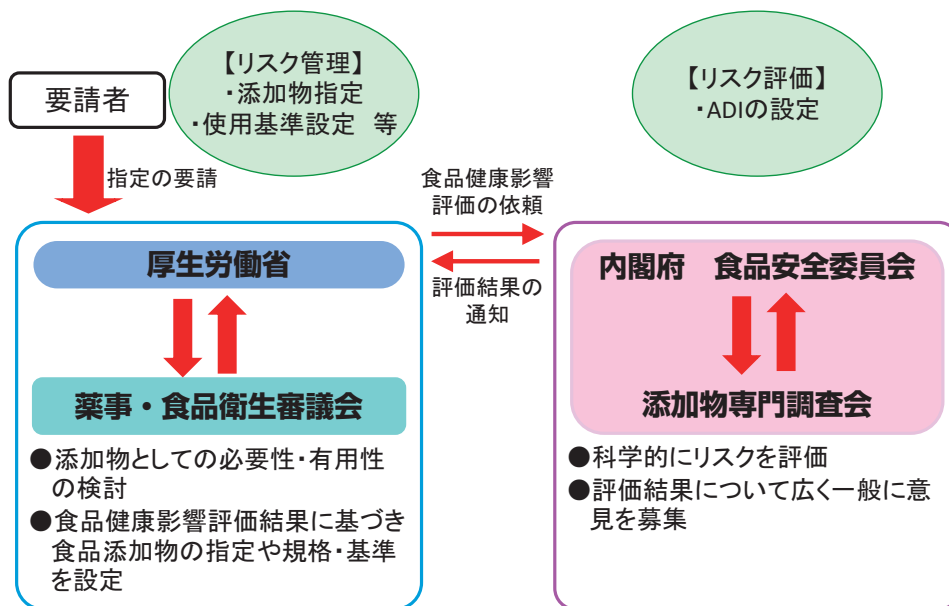 要請者
【リスク管理】
・添加物指定
・使用基準設定 等
【リスク評価】
・ADIの設定
指定の要請
食品健康影響
評価の依頼
評価結果の
通知
厚生労働省
薬事・食品衛生審議会
●添加物としての必要性・有用性
の検討
●食品健康影響評価結果に基づき
食品添加物の指定や規格・基準
を設定
内閣府 食品安全委員会
添加物専門調査会
●科学的にリスクを評価
●評価結果について広く一般に意
見を募集